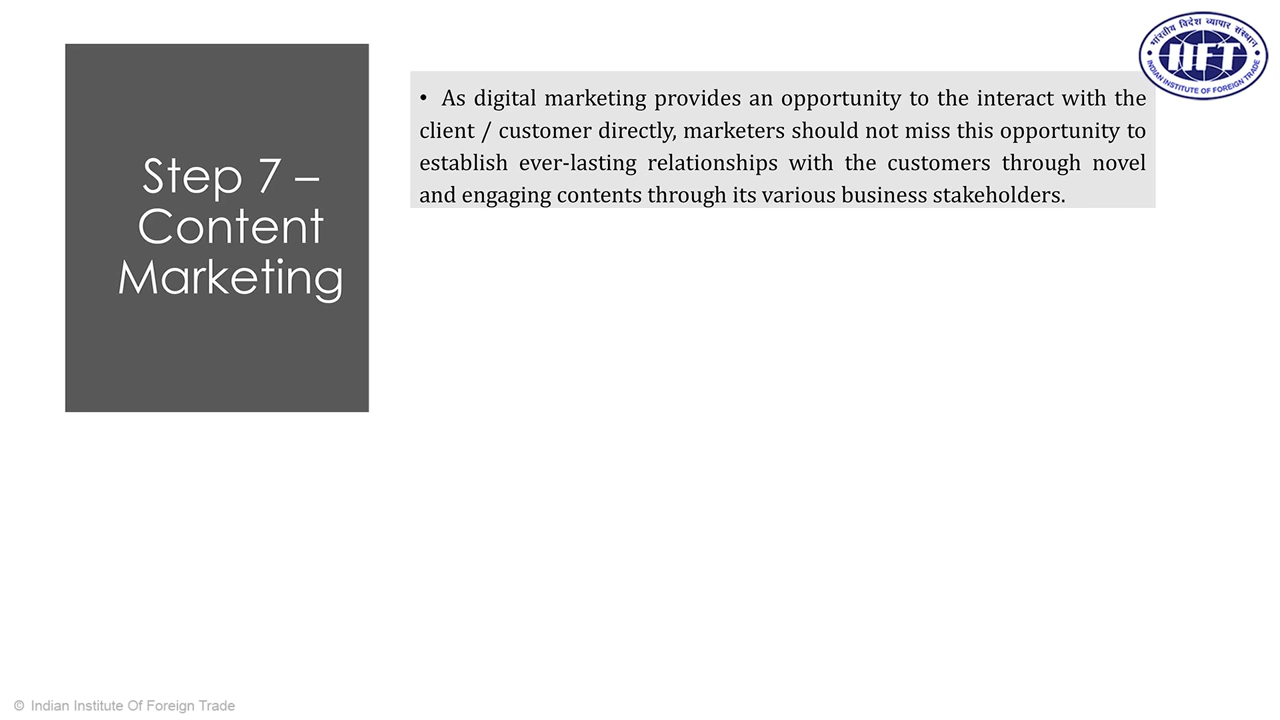 Step 7 –
Content
Marketing
• As digital marketing provides an opportunity to the interact with the
client / customer directly, marketers should not miss this opportunity to
establish ever-lasting relationships with the customers through novel
and engaging contents through its various business stakeholders.
भारतीय विदेश व्यापार संस्थान
IIFT
INDIAN INSTITUTE OF FOREIGN TRADE
© Indian Institute Of Foreign Trade